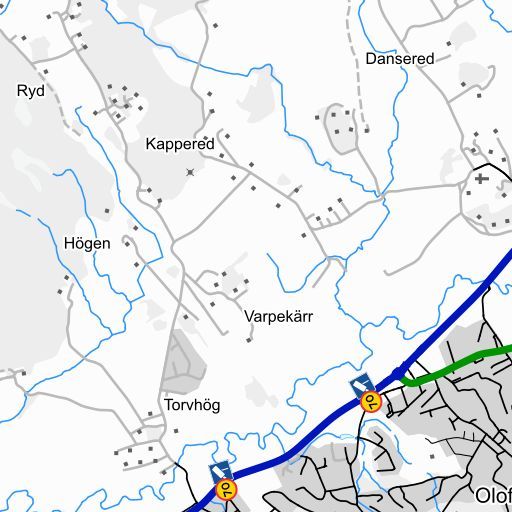 Dansered
Ryd
Kappered
Högen
Varpekärr
Torvhög
70
70
Olof